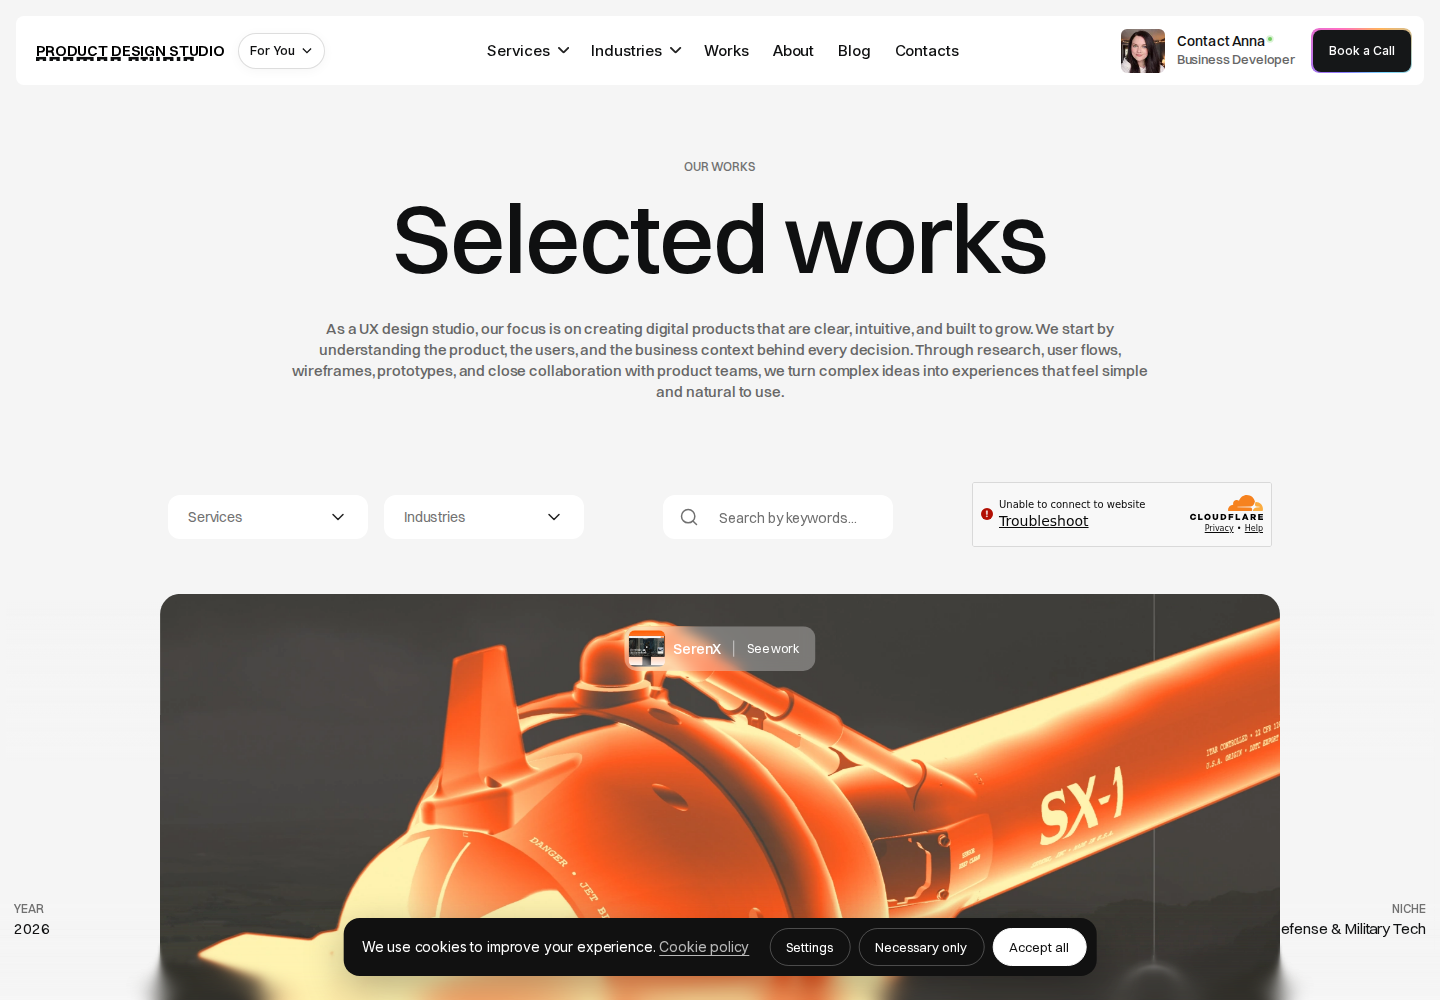 PRODUCT DESIGN STUDIO
For You
Services
Industries
Works
About
Blog
Contacts
Contact Anna
Business Developer
Book a Call
OUR WORKS
Selected works
As a UX design studio, our focus is on creating digital products that are clear, intuitive, and built to grow. We start by
understanding the product, the users, and the business context behind every decision. Through research, user flows,
wireframes, prototypes, and close collaboration with product teams, we turn complex ideas into experiences that feel simple
and natural to use.
Services
Industries
Search by keywords...
Unable to connect to website
Troubleshoot
CLOUDFLARE
Privacy • Help
SerenX
See work
SX-1
DANGER • JET
YEAR
2026
NICHE
efense & Military Tech
We use cookies to improve your experience. Cookie policy
Settings
Necessary only
Accept all